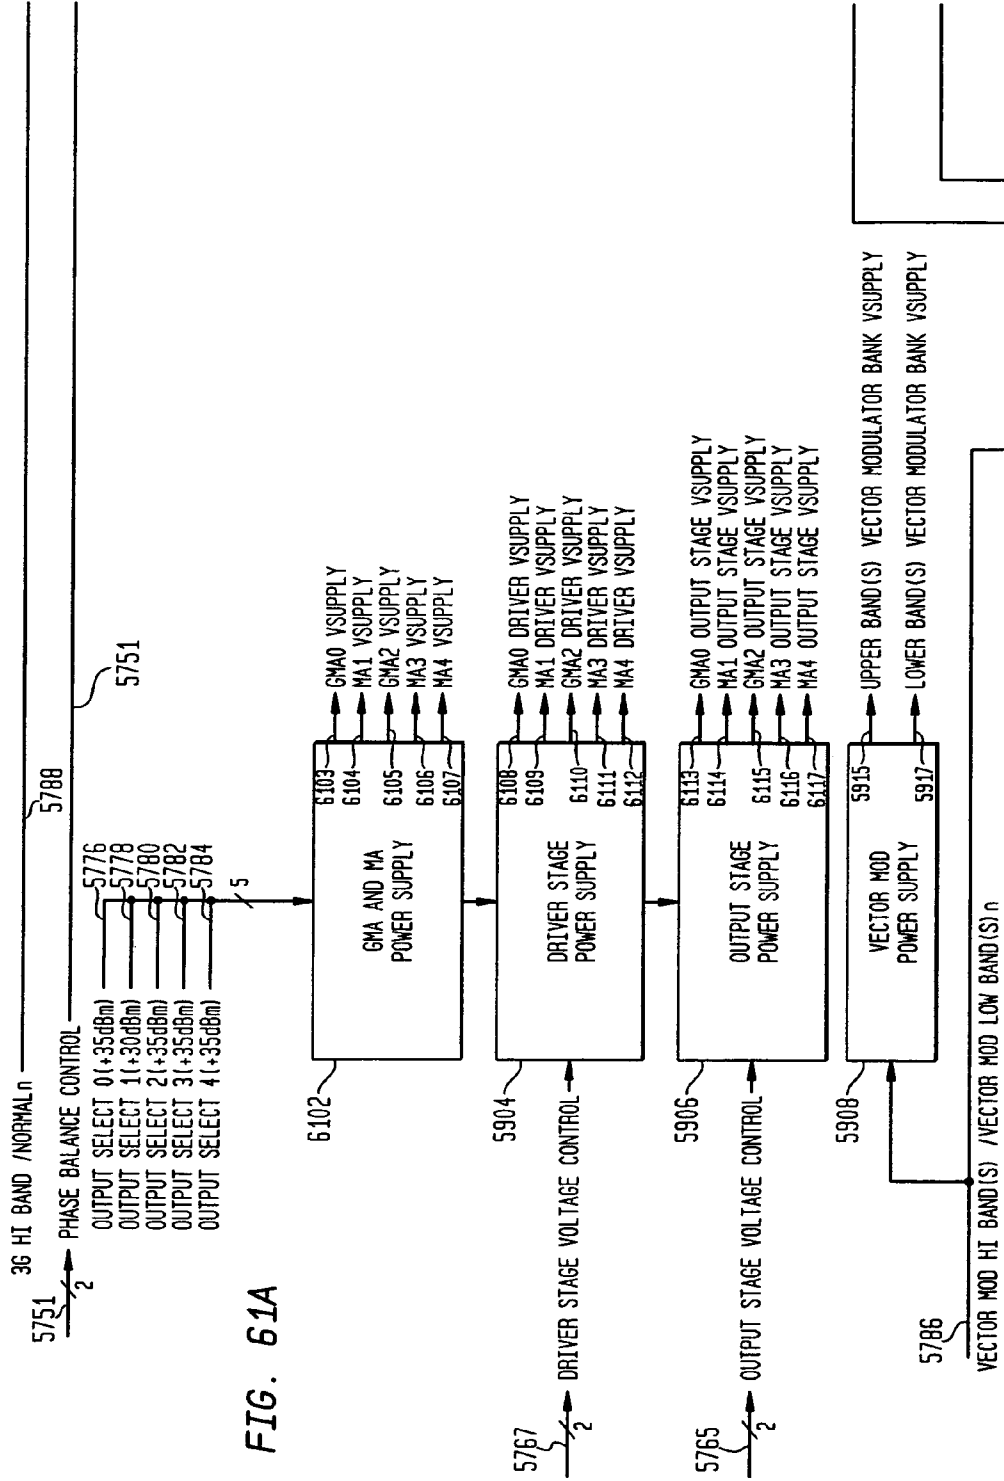 3G HI BAND /NORMALn
5788
5751
2
PHASE BALANCE CONTROL
5751
OUTPUT SELECT 0(+35dBm)
5776
OUTPUT SELECT 1(+30dBm)
5778
OUTPUT SELECT 2(+35dBm)
5780
OUTPUT SELECT 3(+35dBm)
5782
OUTPUT SELECT 4(+35dBm)
5784
5
FIG. 61A
6102
GMA AND MA
POWER SUPPLY
6103
GMA0 VSUPPLY
6104
MA1 VSUPPLY
6105
GMA2 VSUPPLY
6106
MA3 VSUPPLY
6107
MA4 VSUPPLY
5767
2
DRIVER STAGE VOLTAGE CONTROL
5904
DRIVER STAGE
POWER SUPPLY
6108
GMA0 DRIVER VSUPPLY
6109
MA1 DRIVER VSUPPLY
6110
GMA2 DRIVER VSUPPLY
6111
MA3 DRIVER VSUPPLY
6112
MA4 DRIVER VSUPPLY
5765
2
OUTPUT STAGE VOLTAGE CONTROL
5906
OUTPUT STAGE
POWER SUPPLY
6113
GMA0 OUTPUT STAGE VSUPPLY
6114
MA1 OUTPUT STAGE VSUPPLY
6115
GMA2 OUTPUT STAGE VSUPPLY
6116
MA3 OUTPUT STAGE VSUPPLY
6117
MA4 OUTPUT STAGE VSUPPLY
5908
VECTOR MOD
POWER SUPPLY
5915
UPPER BAND(S) VECTOR MODULATOR BANK VSUPPLY
5917
LOWER BAND(S) VECTOR MODULATOR BANK VSUPPLY
5786
VECTOR MOD HI BAND(S) /VECTOR MOD LOW BAND(S)n